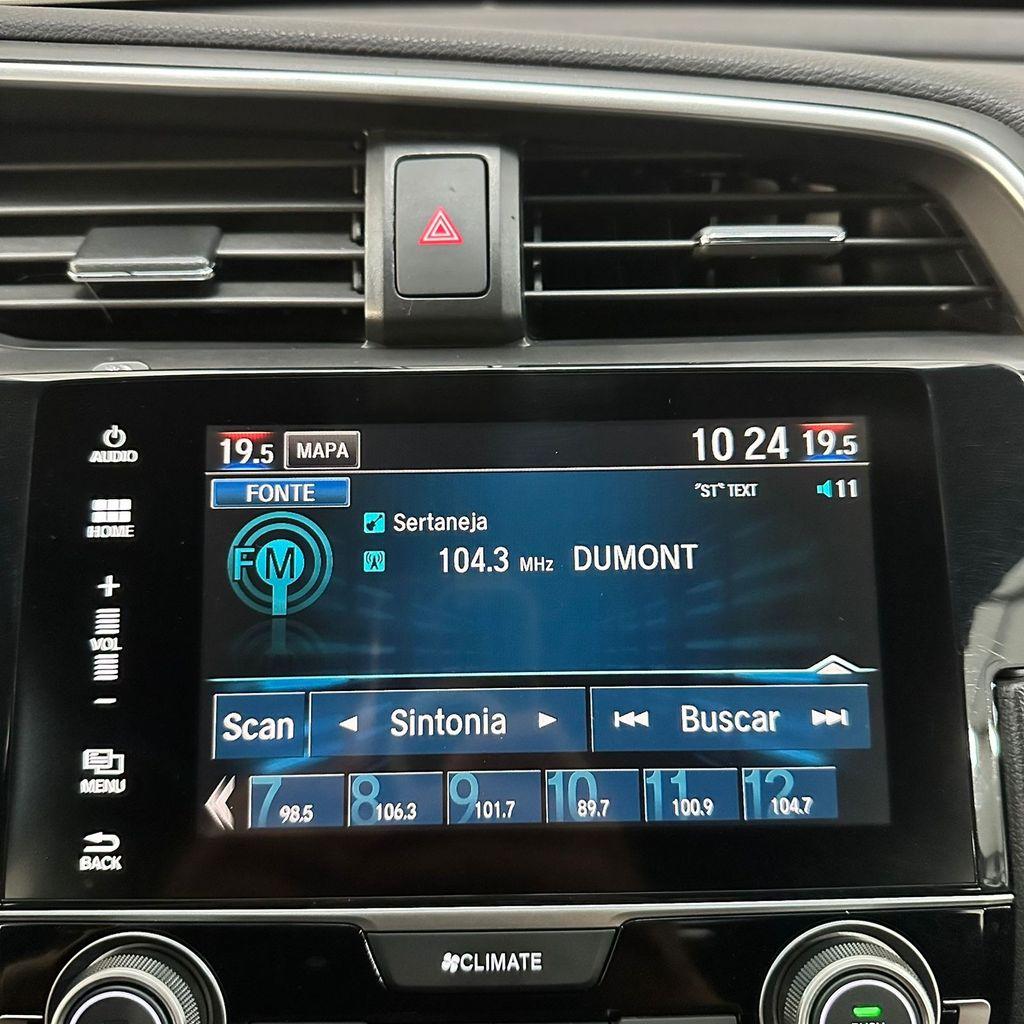 AUDIO
HOME
VOL
MENU
BACK
19.5 MAPA 10 24 19.5
FONTE "ST" TEXT 11
FM Sertaneja
104.3 MHz DUMONT
Scan Sintonia Buscar
7 98.5 8 106.3 9 101.7 10 89.7 11 100.9 12 104.7
CLIMATE